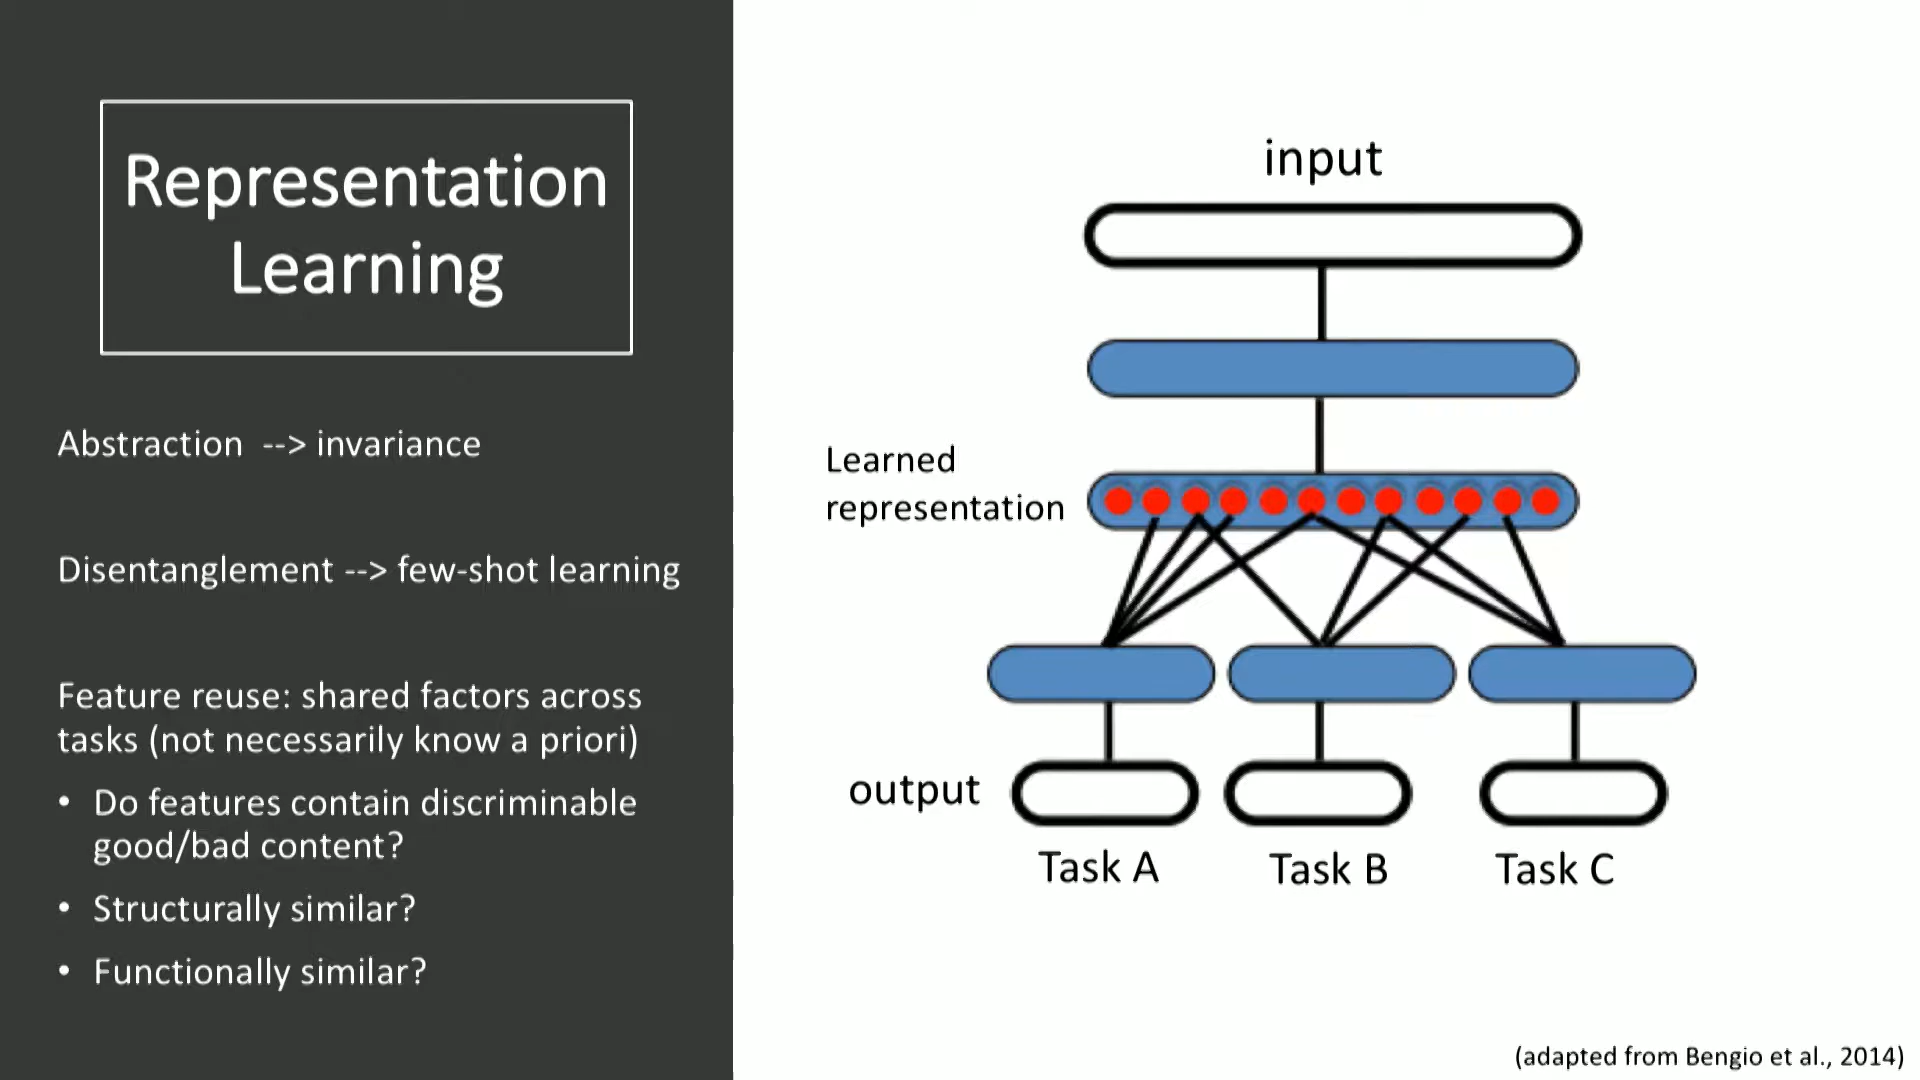 Representation
Learning
Abstraction --> invariance
Disentanglement --> few-shot learning
Feature reuse: shared factors across
tasks (not necessarily know a priori)
• Do features contain discriminable
good/bad content?
• Structurally similar?
• Functionally similar?
input
Learned
representation
output
Task A
Task B
Task C
(adapted from Bengio et al., 2014)